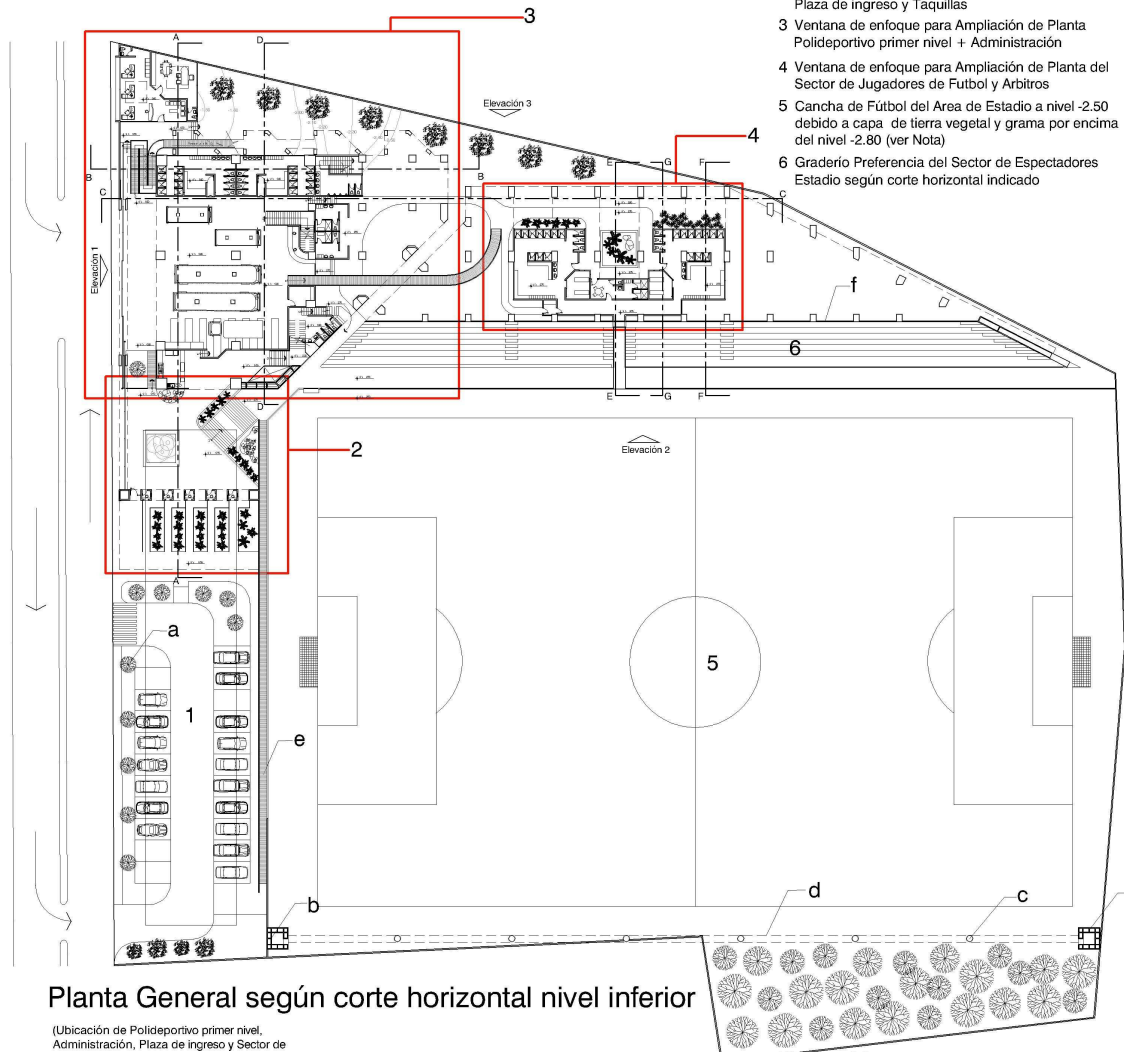 Plaza de ingreso y Taquillas
3 Ventana de enfoque para Ampliación de Planta
Polideportivo primer nivel + Administración
4 Ventana de enfoque para Ampliación de Planta del
Sector de Jugadores de Futbol y Arbitros
5 Cancha de Fútbol del Area de Estadio a nivel -2.50
debido a capa de tierra vegetal y grama por encima
del nivel -2.80 (ver Nota)
6 Graderío Preferencia del Sector de Espectadores
Estadio según corte horizontal indicado
3
A
D
Elevación 3
4
B
B
E
G
F
C
C
Elevación 1
f
6
D
E
G
F
2
Elevación 2
A
a
1
5
e
b
d
c
Planta General según corte horizontal nivel inferior
(Ubicación de Polideportivo primer nivel,
Administración, Plaza de ingreso y Sector de